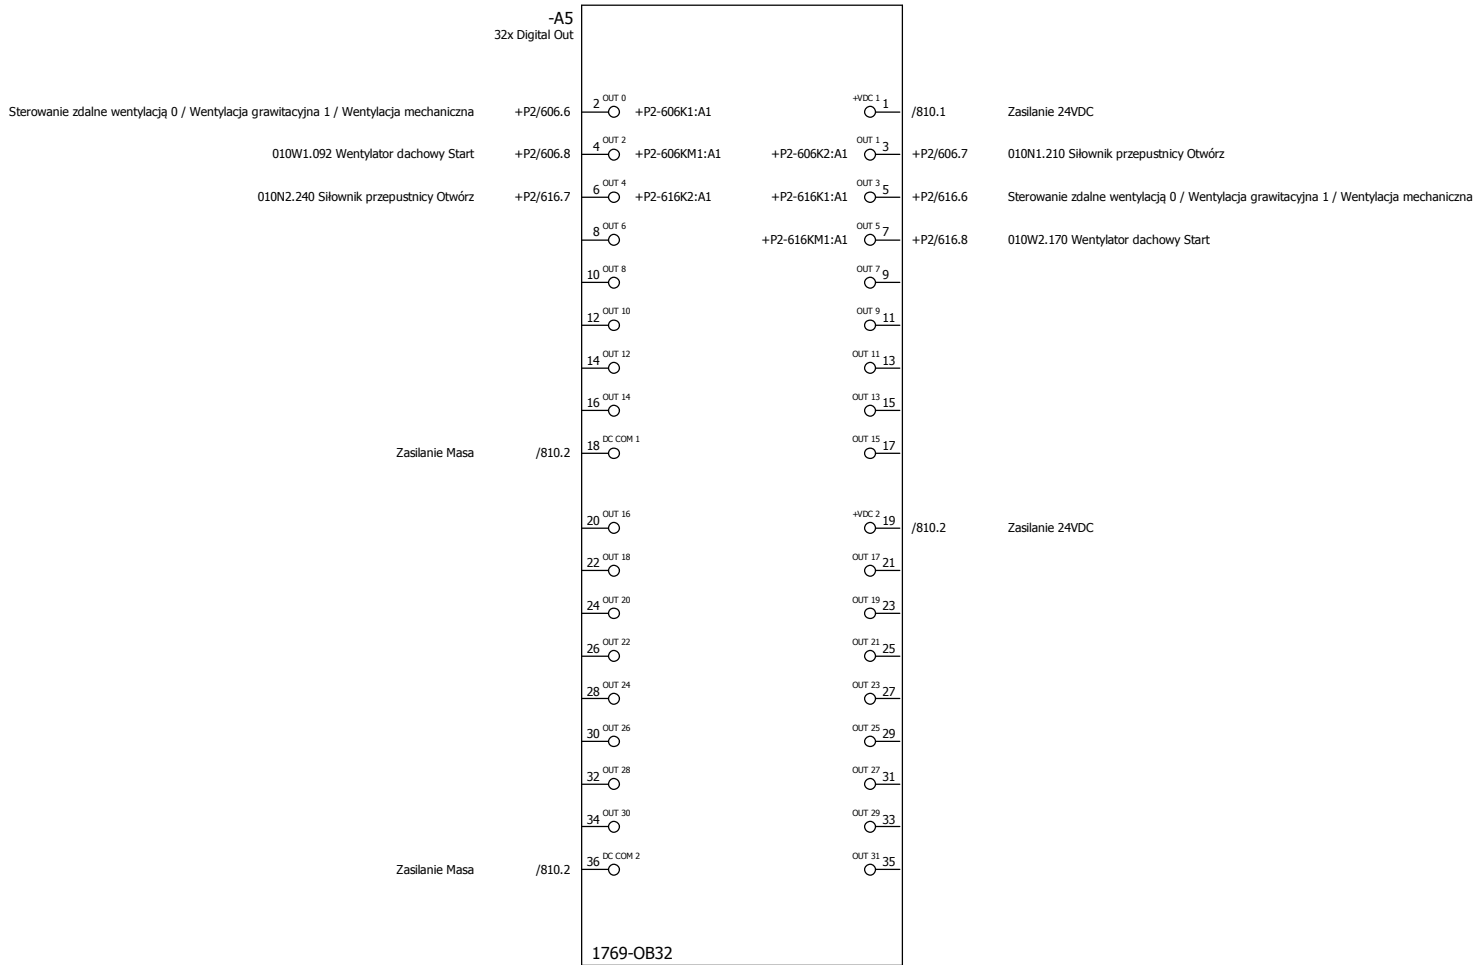 -A5
32x Digital Out
Sterowanie zdalne wentylacją 0 / Wentylacja grawitacyjna 1 / Wentylacja mechaniczna +P2/606.6 2 OUT 0 +P2-606K1:A1 +VDC 1 1 /810.1 Zasilanie 24VDC
010W1.092 Wentylator dachowy Start +P2/606.8 4 OUT 2 +P2-606KM1:A1 +P2-606K2:A1 OUT 1 3 +P2/606.7 010N1.210 Siłownik przepustnicy Otwórz
010N2.240 Siłownik przepustnicy Otwórz +P2/616.7 6 OUT 4 +P2-616K2:A1 +P2-616K1:A1 OUT 3 5 +P2/616.6 Sterowanie zdalne wentylacją 0 / Wentylacja grawitacyjna 1 / Wentylacja mechaniczna
8 OUT 6 +P2-616KM1:A1 OUT 5 7 +P2/616.8 010W2.170 Wentylator dachowy Start
10 OUT 8 OUT 7 9
12 OUT 10 OUT 9 11
14 OUT 12 OUT 11 13
16 OUT 14 OUT 13 15
Zasilanie Masa /810.2 18 DC COM 1 OUT 15 17
20 OUT 16 +VDC 2 19 /810.2 Zasilanie 24VDC
22 OUT 18 OUT 17 21
24 OUT 20 OUT 19 23
26 OUT 22 OUT 21 25
28 OUT 24 OUT 23 27
30 OUT 26 OUT 25 29
32 OUT 28 OUT 27 31
34 OUT 30 OUT 29 33
Zasilanie Masa /810.2 36 DC COM 2 OUT 31 35
1769-OB32